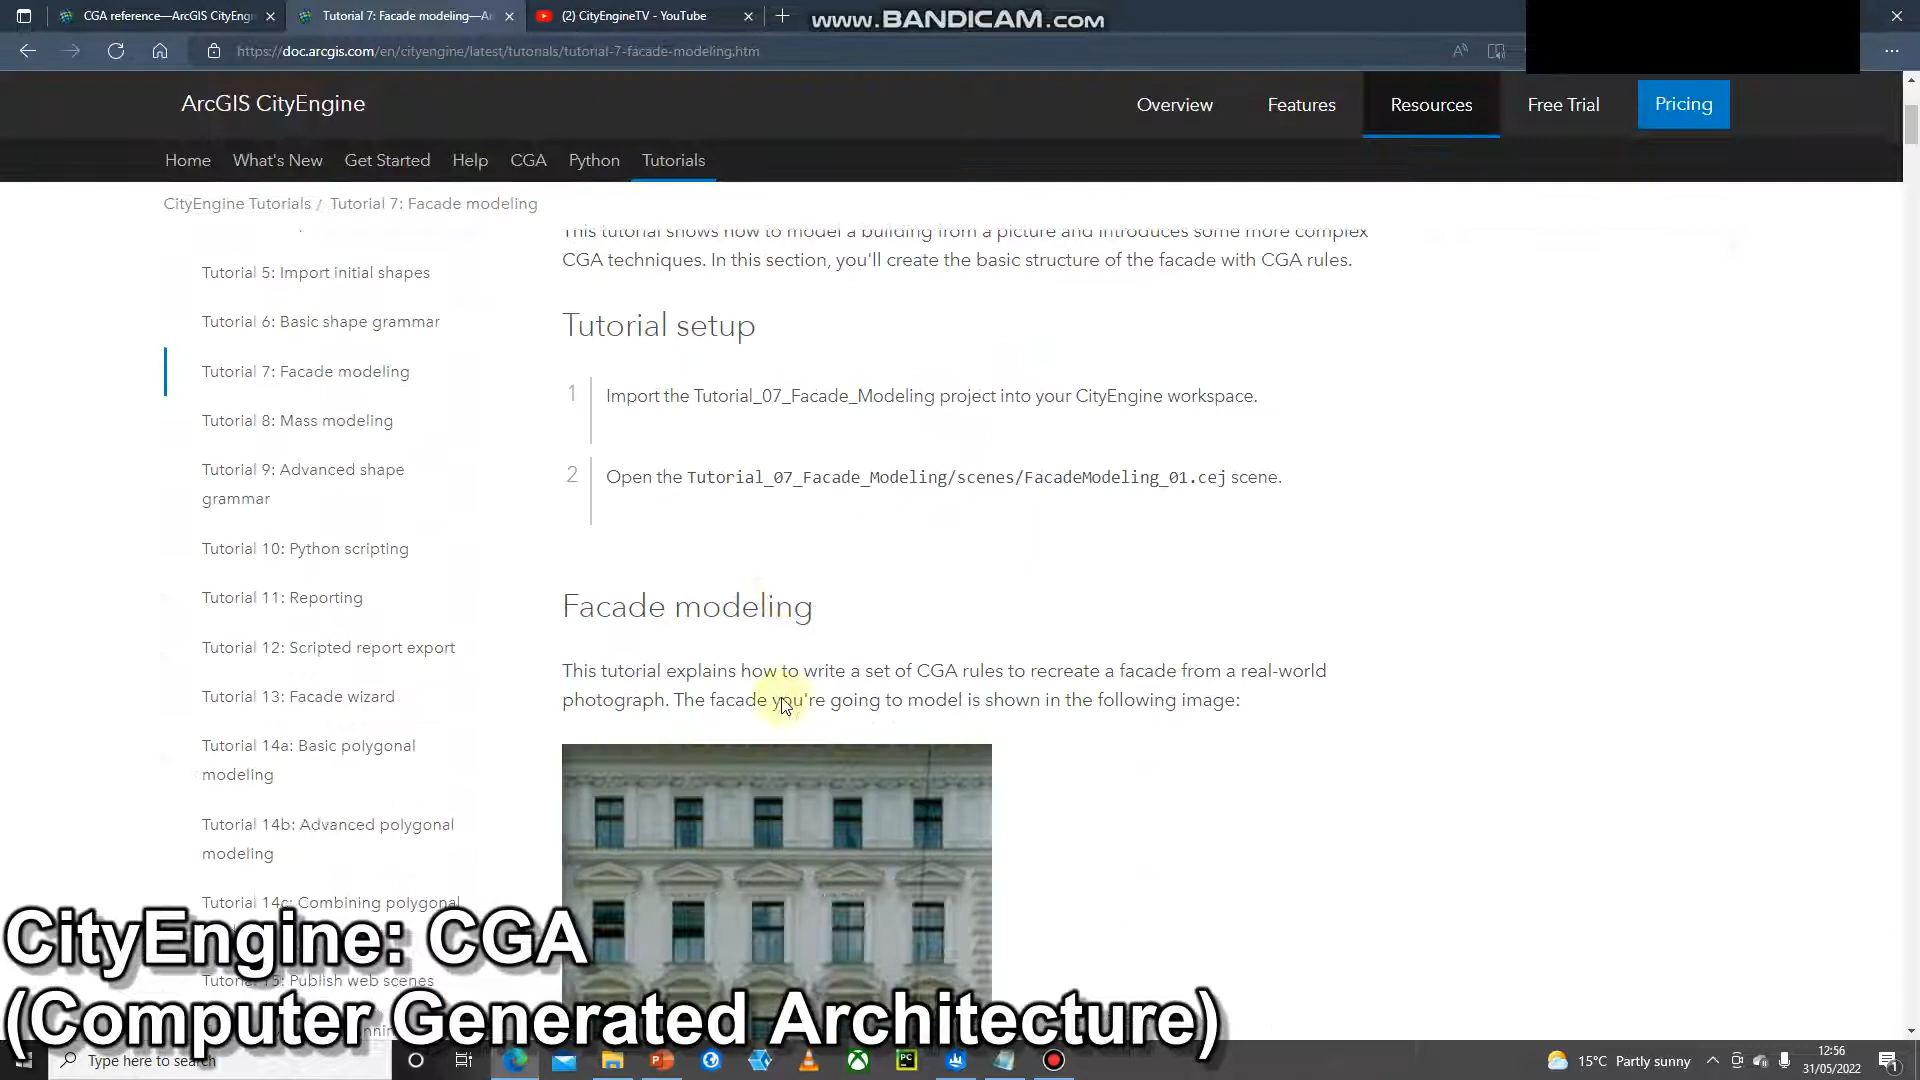 CGA reference—ArcGIS CityEngi
Tutorial 7: Facade modeling—A
(2) CityEngineTV - YouTube
WWW.BANDICAM.COM
https://doc.arcgis.com/en/cityengine/latest/tutorials/tutorial-7-facade-modeling.htm
ArcGIS CityEngine
Overview
Features
Resources
Free Trial
Pricing
Home
What's New
Get Started
Help
CGA
Python
Tutorials
CityEngine Tutorials / Tutorial 7: Facade modeling
Tutorial 5: Import initial shapes
Tutorial 6: Basic shape grammar
Tutorial 7: Facade modeling
Tutorial 8: Mass modeling
Tutorial 9: Advanced shape
grammar
Tutorial 10: Python scripting
Tutorial 11: Reporting
Tutorial 12: Scripted report export
Tutorial 13: Facade wizard
Tutorial 14a: Basic polygonal
modeling
Tutorial 14b: Advanced polygonal
modeling
Tutorial 14c: Combining polygonal
Tutorial 15: Publish web scenes
This tutorial shows how to model a building from a picture and introduces some more complex
CGA techniques. In this section, you'll create the basic structure of the facade with CGA rules.
Tutorial setup
1 Import the Tutorial_07_Facade_Modeling project into your CityEngine workspace.
2 Open the Tutorial_07_Facade_Modeling/scenes/FacadeModeling_01.cej scene.
Facade modeling
This tutorial explains how to write a set of CGA rules to recreate a facade from a real-world
photograph. The facade you're going to model is shown in the following image:
CityEngine: CGA
(Computer Generated Architecture)
Type here to search
15°C Partly sunny
12:56
31/05/2022
1